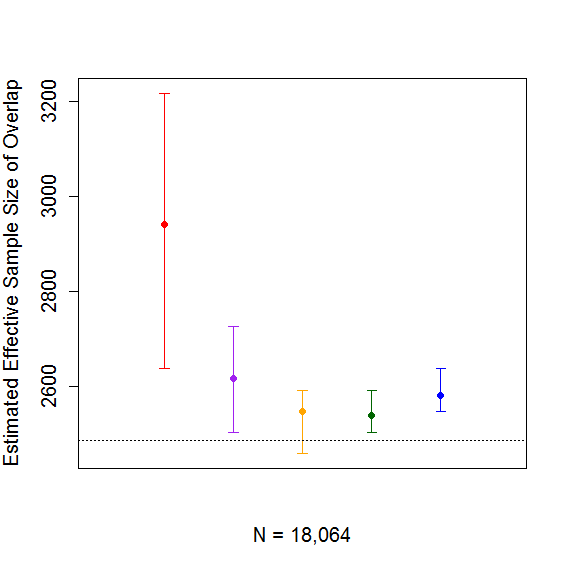 Estimated Effective Sample Size of Overlap
3200
3000
2800
2600
N = 18,064